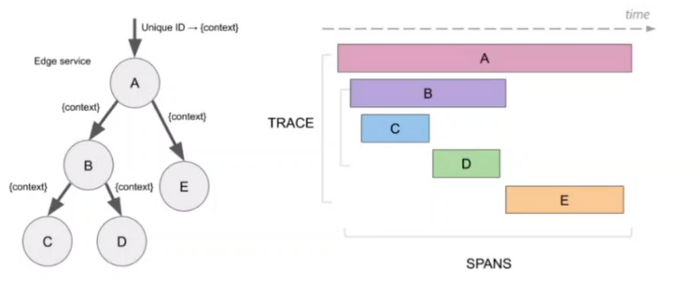 Unique ID → {context}
Edge service
A
{context}
{context}
B
E
{context}
{context}
C
D
time
A
B
TRACE
C
D
E
SPANS